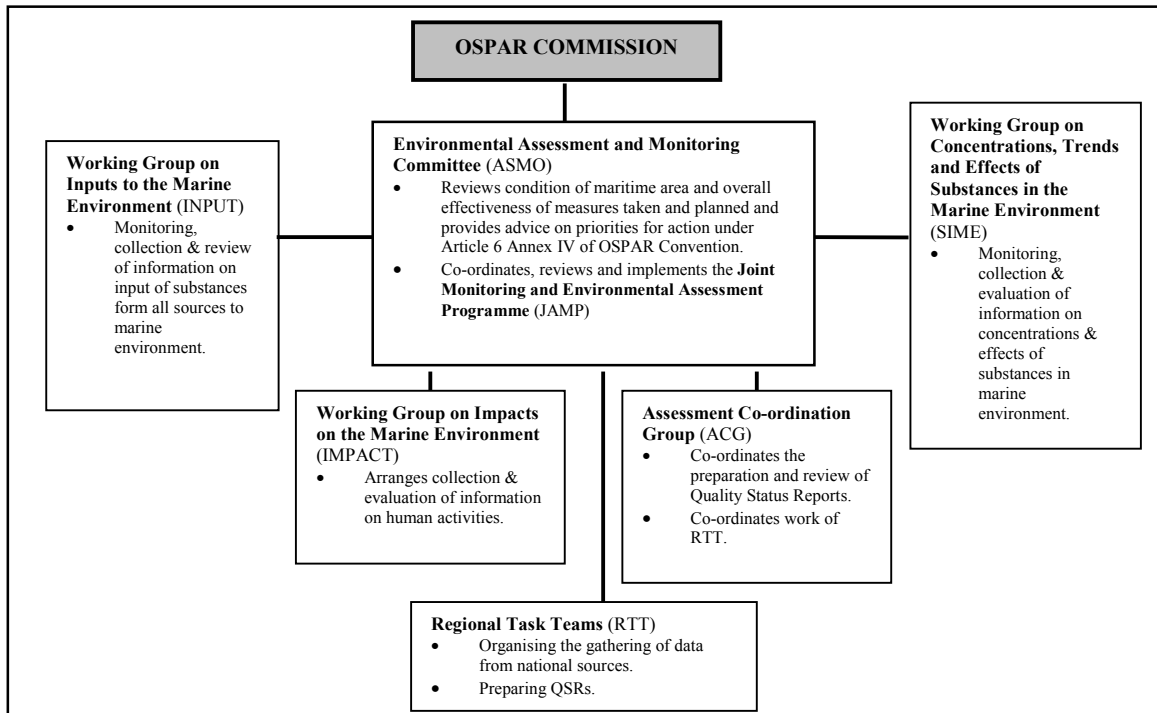 OSPAR COMMISSION
Environmental Assessment and Monitoring
Committee (ASMO)
• Reviews condition of maritime area and overall
effectiveness of measures taken and planned and
provides advice on priorities for action under
Article 6 Annex IV of OSPAR Convention.
• Co-ordinates, reviews and implements the Joint
Monitoring and Environmental Assessment
Programme (JAMP)
Working Group on
Inputs to the Marine
Environment (INPUT)
• Monitoring,
collection & review
of information on
input of substances
form all sources to
marine
environment.
Working Group on
Concentrations, Trends
and Effects of
Substances in the
Marine Environment
(SIME)
• Monitoring,
collection &
evaluation of
information on
concentrations &
effects of
substances in
marine
environment.
Working Group on Impacts
on the Marine Environment
(IMPACT)
• Arranges collection &
evaluation of information
on human activities.
Assessment Co-ordination
Group (ACG)
• Co-ordinates the
preparation and review of
Quality Status Reports.
• Co-ordinates work of
RTT.
Regional Task Teams (RTT)
• Organising the gathering of data
from national sources.
• Preparing QSRs.